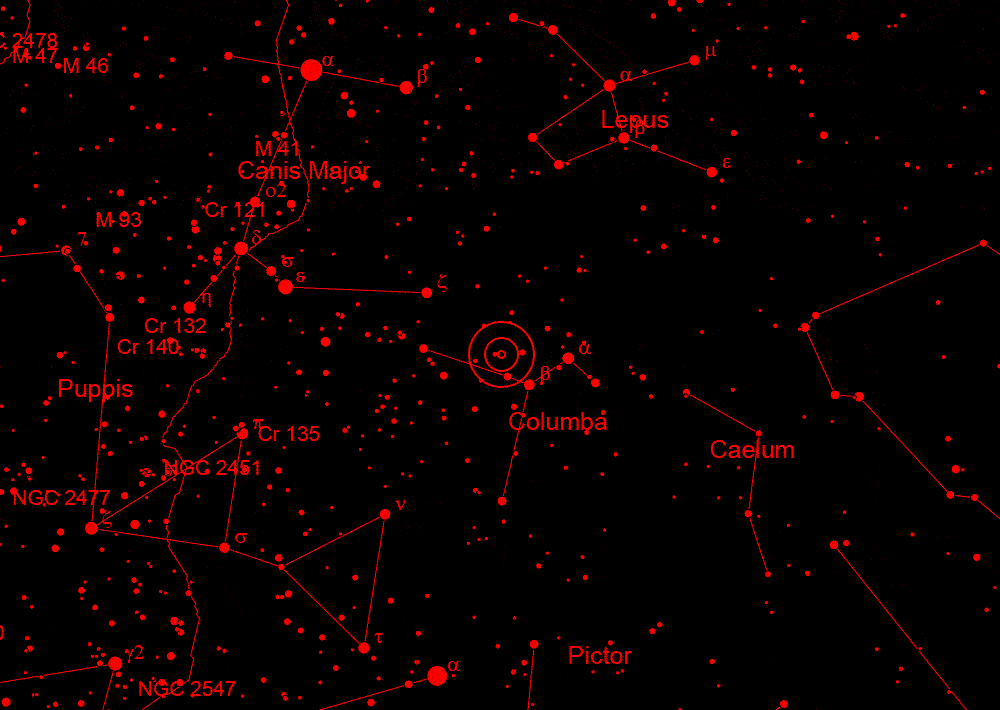 2478
M 47
M 46
α
β
μ
α
Lepus
β
ε
M 41
Canis Major
ο2
Cr 121
M 93
δ
7
σ
ε
ζ
η
Cr 132
Cr 140
α
β
Puppis
Columba
π
Cr 135
Caelum
NGC 2451
NGC 2477
ζ
ν
σ
τ
γ2
α
Pictor
NGC 2547